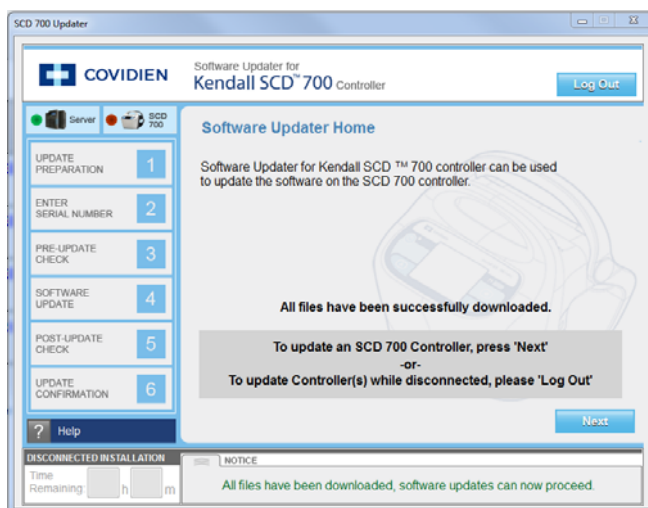 SCD 700 Updater
COVIDIEN
Software Updater for
Kendall SCD™700 Controller
Log Out
Server
SCD
700
Software Updater Home
UPDATE
PREPARATION
1
ENTER
SERIAL NUMBER
2
PRE-UPDATE
CHECK
3
SOFTWARE
UPDATE
4
POST-UPDATE
CHECK
5
UPDATE
CONFIRMATION
6
? Help
Software Updater for Kendall SCD ™ 700 controller can be used
to update the software on the SCD 700 controller.
All files have been successfully downloaded.
To update an SCD 700 Controller, press 'Next'
-or-
To update Controller(s) while disconnected, please 'Log Out'
Next
DISCONNECTED INSTALLATION
Time
Remaining: h m
NOTICE
All files have been downloaded, software updates can now proceed.